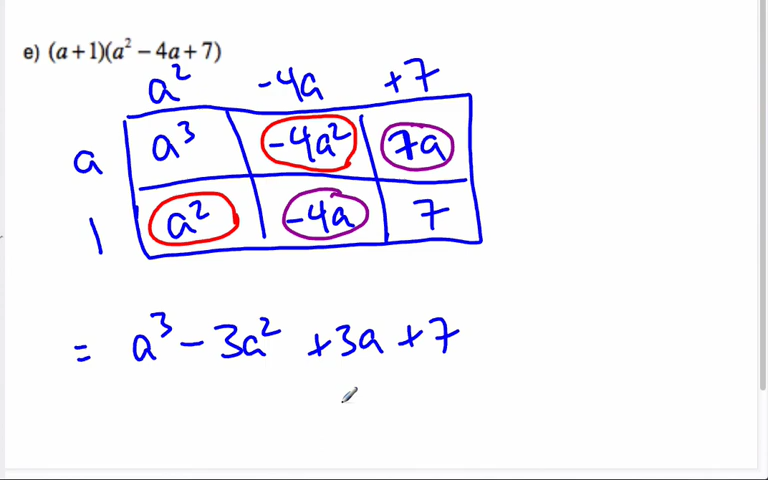 e) (a+1)(a² − 4a + 7)
a² -4a +7
a a³ -4a² 7a
1 a² -4a 7
= a³ - 3a² + 3a + 7